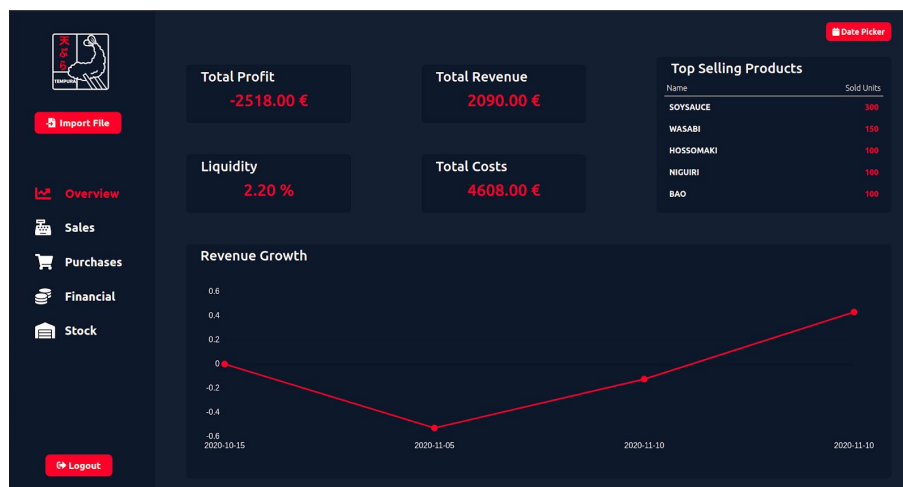 天ぷら
TEMPURA
Import File
Overview
Sales
Purchases
Financial
Stock
Logout
Date Picker
Total Profit
-2518.00 €
Total Revenue
2090.00 €
Liquidity
2.20 %
Total Costs
4608.00 €
Top Selling Products
Name Sold Units
SOYSAUCE 300
WASABI 150
HOSSOMAKI 100
NIGUIRI 100
BAO 100
Revenue Growth
0.6
0.4
0.2
0
-0.2
-0.4
-0.6
2020-10-15 2020-11-05 2020-11-10 2020-11-10